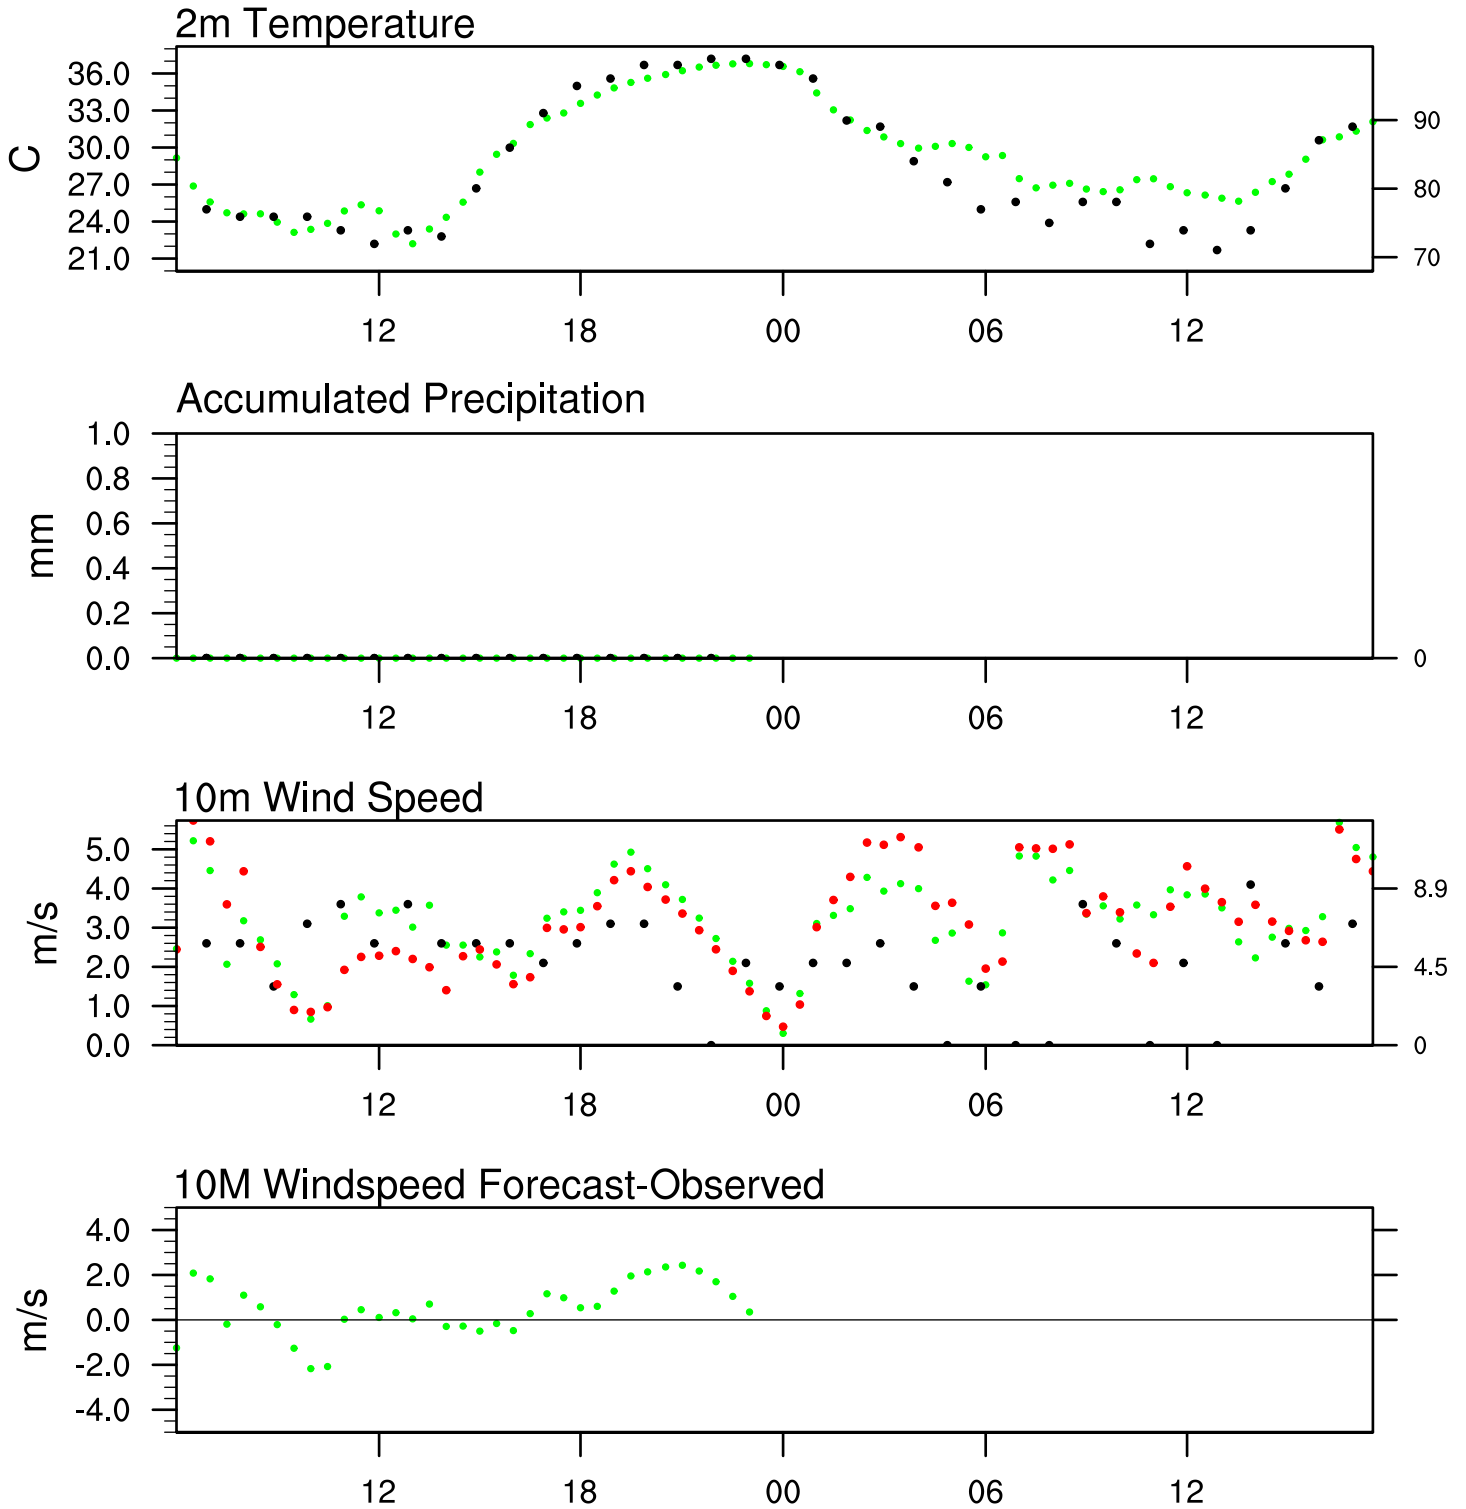 2m Temperature
36.0
33.0
30.0
27.0
24.0
21.0
C
90
80
70
12 18 00 06 12
Accumulated Precipitation
1.0
0.8
0.6
0.4
0.2
0.0
mm
0
12 18 00 06 12
10m Wind Speed
5.0
4.0
3.0
2.0
1.0
0.0
m/s
8.9
4.5
0
12 18 00 06 12
10M Windspeed Forecast-Observed
4.0
2.0
0.0
-2.0
-4.0
m/s
12 18 00 06 12